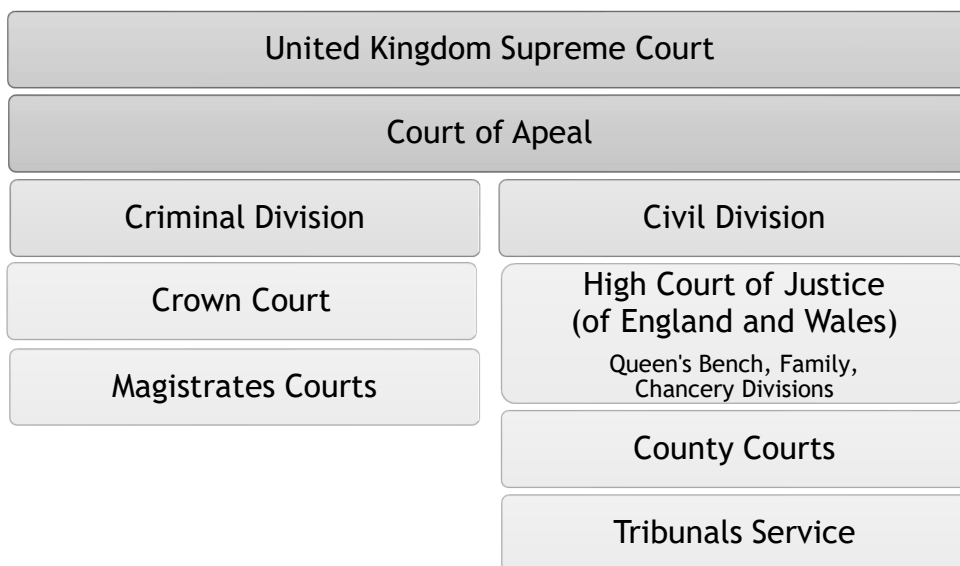 United Kingdom Supreme Court
Court of Apeal
Criminal Division
Civil Division
Crown Court
High Court of Justice
(of England and Wales)
Queen's Bench, Family,
Chancery Divisions
Magistrates Courts
County Courts
Tribunals Service